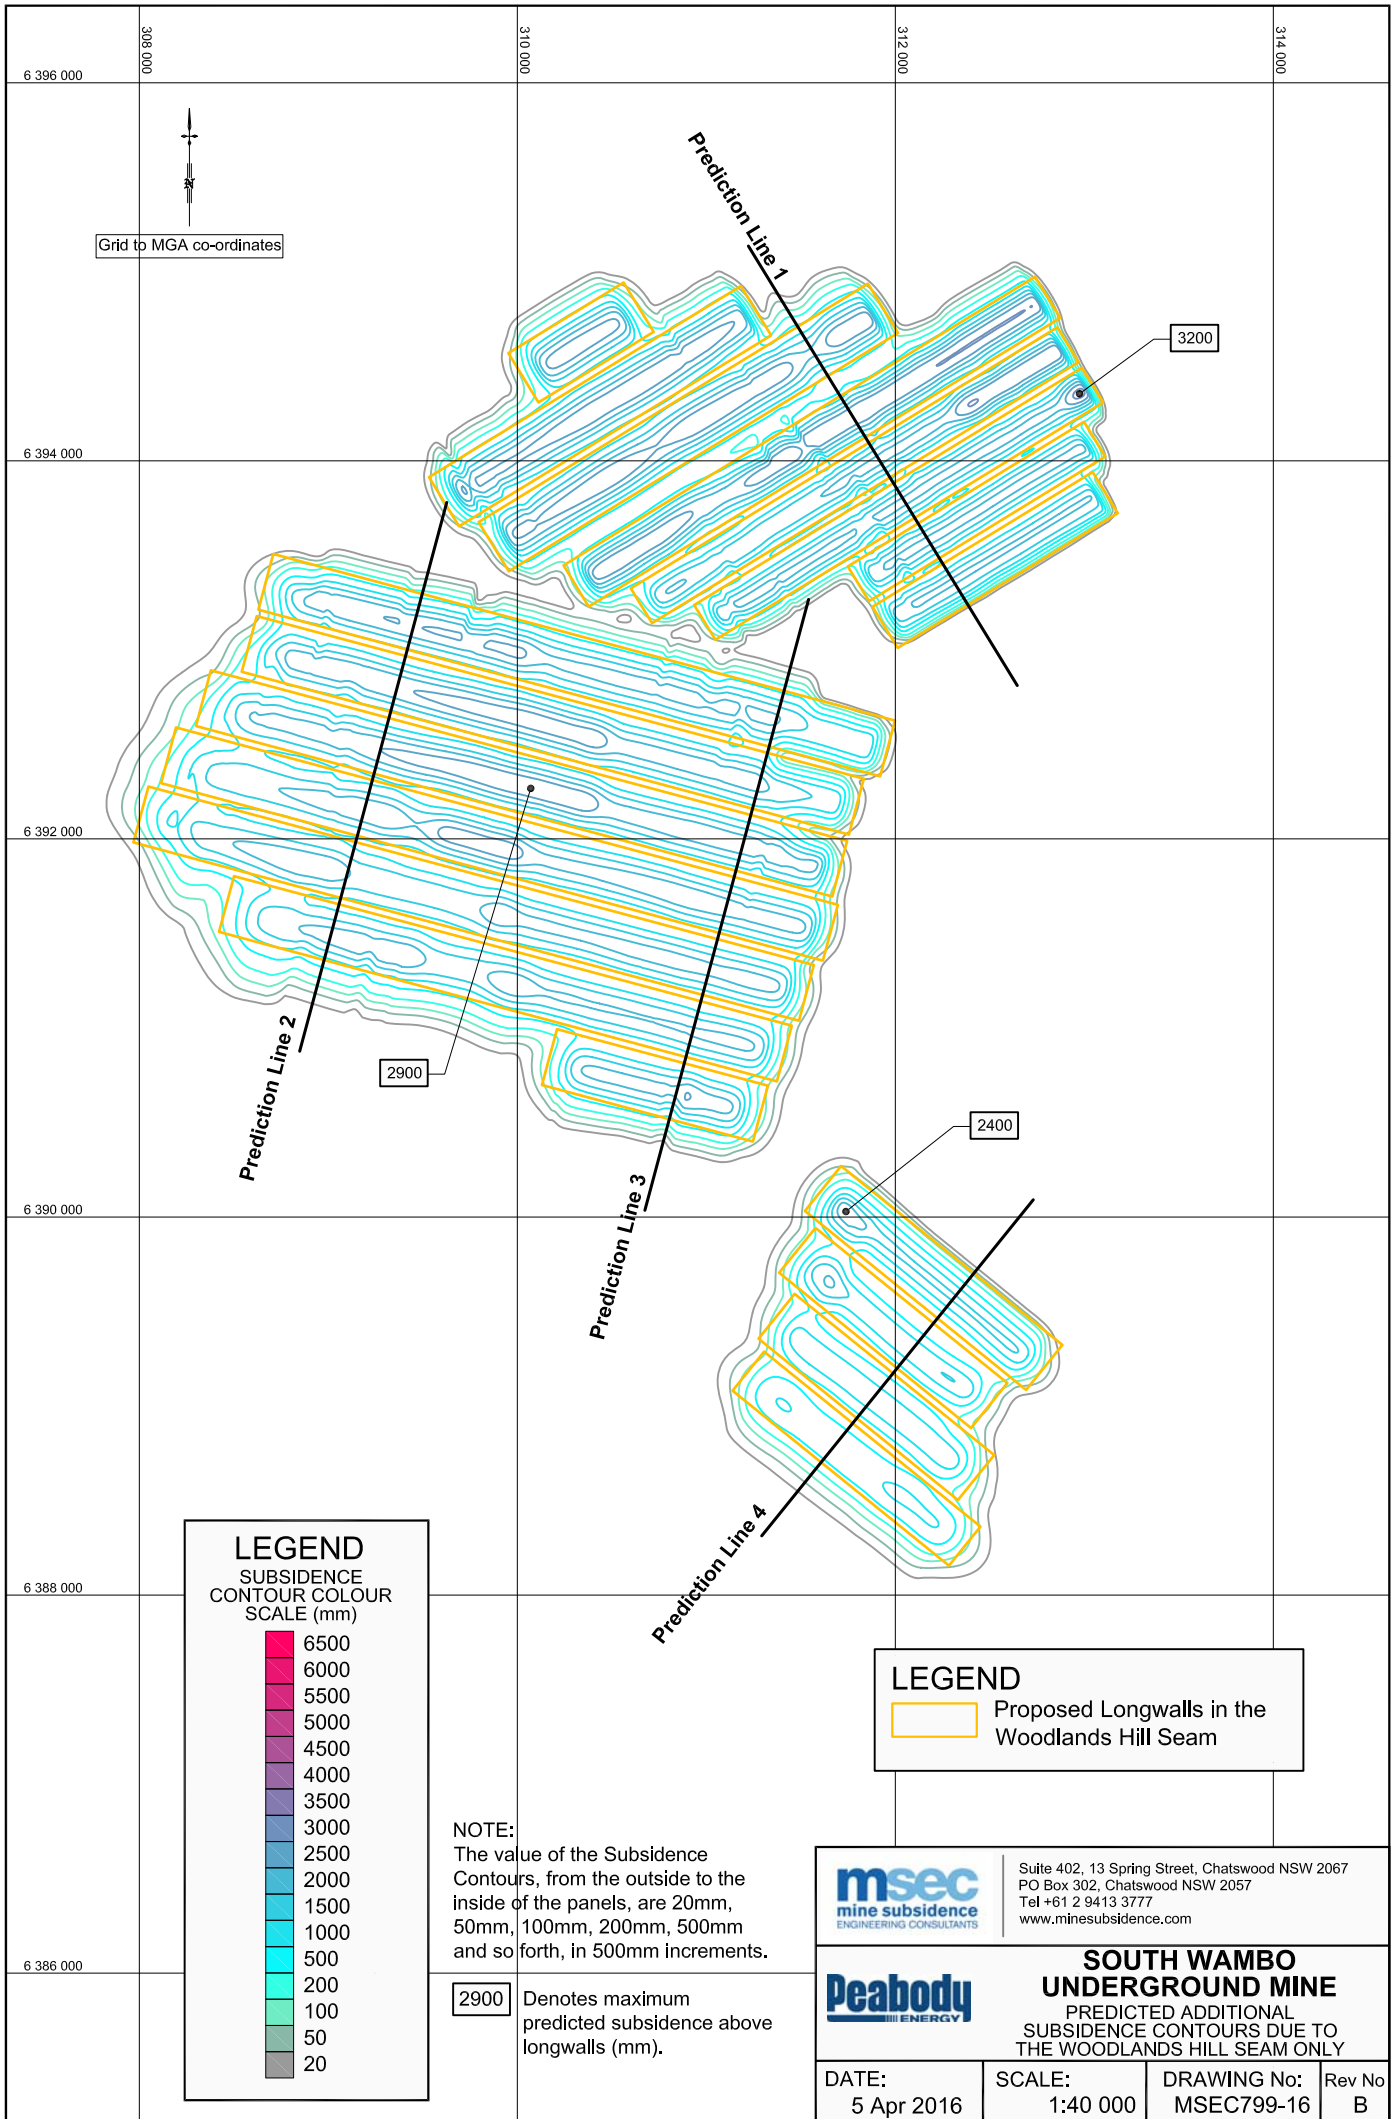 308 000
310 000
312 000
314 000
6 396 000
N
Grid to MGA co-ordinates
Prediction Line 1
3200
6 394 000
6 392 000
Prediction Line 2
2900
Prediction Line 3
2400
6 390 000
Prediction Line 4
6 388 000
6 386 000
LEGEND
SUBSIDENCE
CONTOUR COLOUR
SCALE (mm)
6500
6000
5500
5000
4500
4000
3500
3000
2500
2000
1500
1000
500
200
100
50
20
LEGEND
Proposed Longwalls in the
Woodlands Hill Seam
NOTE:
The value of the Subsidence
Contours, from the outside to the
inside of the panels, are 20mm,
50mm, 100mm, 200mm, 500mm
and so forth, in 500mm increments.
2900 Denotes maximum
predicted subsidence above
longwalls (mm).
msec
mine subsidence
ENGINEERING CONSULTANTS
Suite 402, 13 Spring Street, Chatswood NSW 2067
PO Box 302, Chatswood NSW 2057
Tel +61 2 9413 3777
www.minesubsidence.com
Peabody
ENERGY
SOUTH WAMBO
UNDERGROUND MINE
PREDICTED ADDITIONAL
SUBSIDENCE CONTOURS DUE TO
THE WOODLANDS HILL SEAM ONLY
DATE:
5 Apr 2016
SCALE:
1:40 000
DRAWING No:
MSEC799-16
Rev No
B